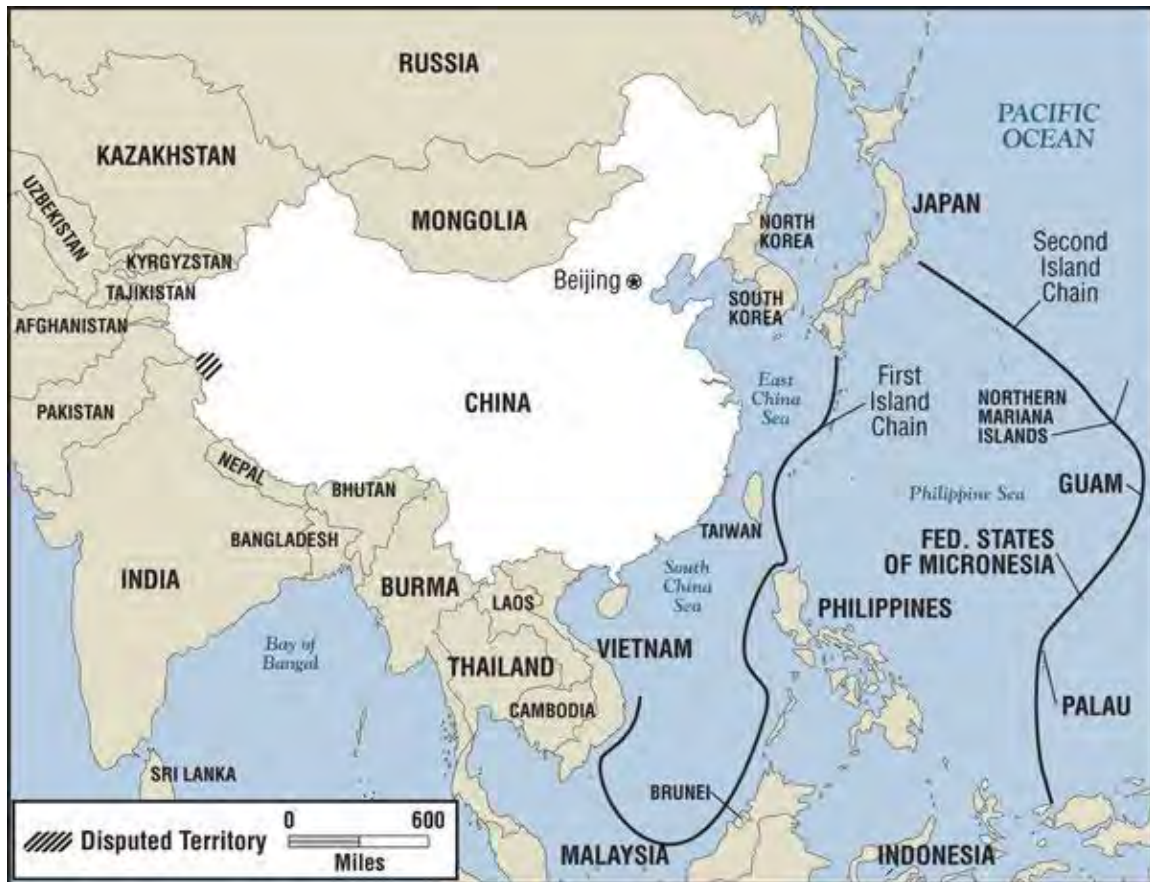 RUSSIA
PACIFIC
OCEAN
KAZAKHSTAN
UZBEKISTAN
MONGOLIA
JAPAN
NORTH
KOREA
Second
Island
Chain
KYRGYZSTAN
TAJIKISTAN
Beijing
SOUTH
KOREA
AFGHANISTAN
PAKISTAN
CHINA
East
China
Sea
First
Island
Chain
NORTHERN
MARIANA
ISLANDS
NEPAL
BHUTAN
Philippine Sea
GUAM
BANGLADESH
TAIWAN
FED. STATES
OF MICRONESIA
INDIA
BURMA
LAOS
South
China
Sea
PHILIPPINES
Bay of
Bangal
THAILAND
VIETNAM
CAMBODIA
PALAU
SRI LANKA
BRUNEI
MALAYSIA
INDONESIA
Disputed Territory
0 600
Miles